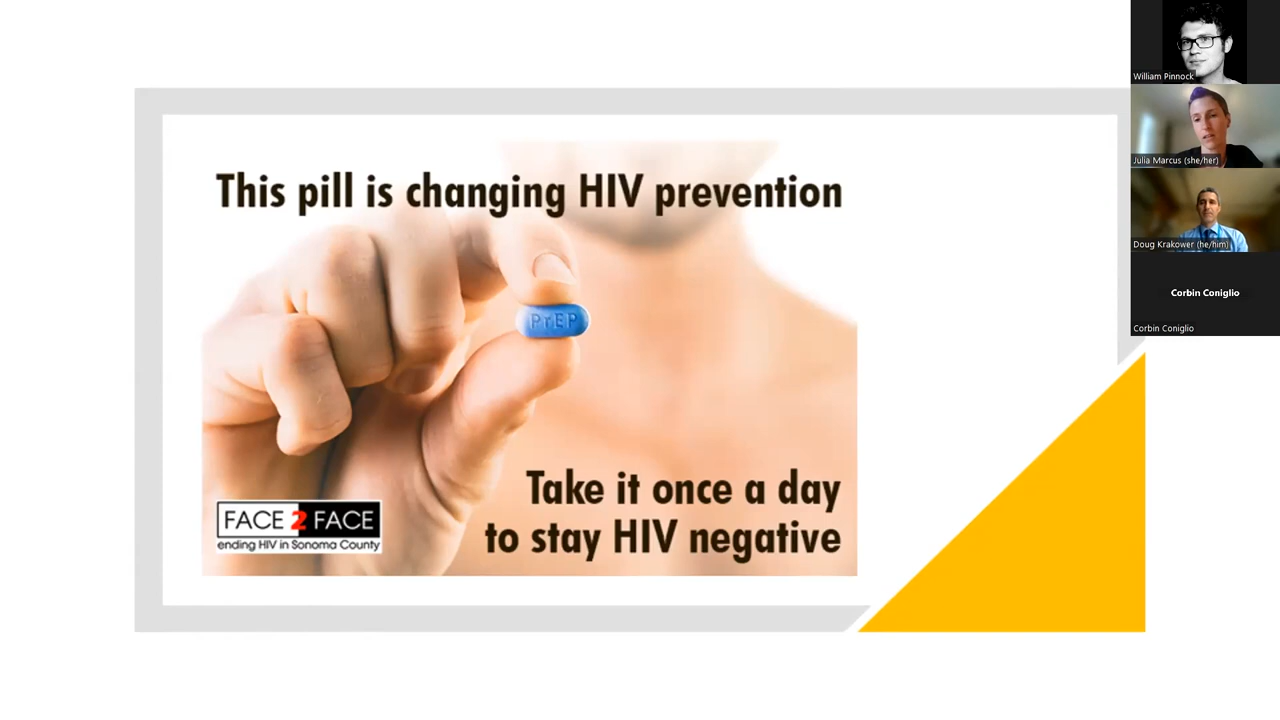 This pill is changing HIV prevention
PrEP
Take it once a day
to stay HIV negative
FACE 2 FACE
ending HIV in Sonoma County
William Pinnock
Julia Marcus (she/her)
Doug Krakower (he/him)
Corbin Coniglio
Corbin Coniglio